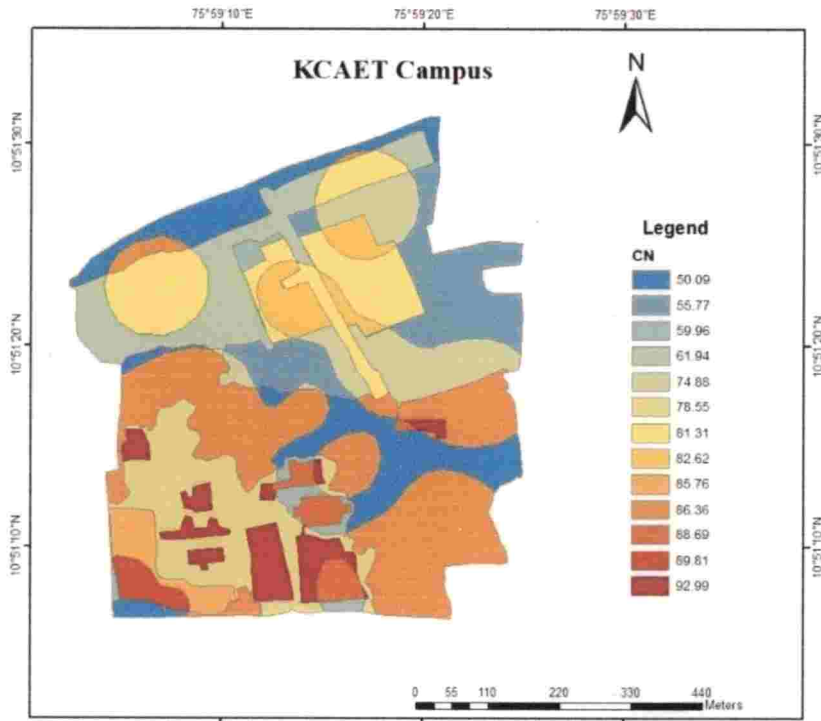 75°59'10"E 75°59'20"E 75°59'30"E
KCAET Campus
N
10°51'30"N 10°51'30"N
Legend
CN
50.09
55.77
59.96
61.94
74.88
78.55
81.31
82.62
85.76
86.36
88.69
89.81
92.99
10°51'20"N 10°51'20"N
10°51'10"N 10°51'10"N
0 55 110 220 330 440
Meters